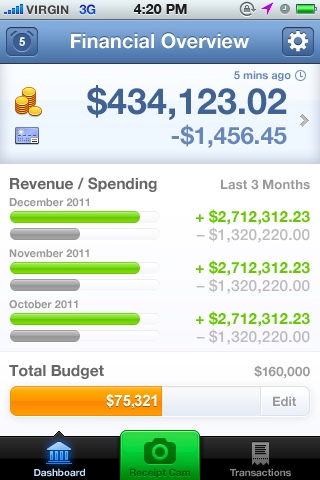 VIRGIN 3G 4:20 PM
5 Financial Overview
5 mins ago
$434,123.02
-$1,456.45
Revenue / Spending Last 3 Months
December 2011
+ $2,712,312.23
– $1,320,220.00
November 2011
+ $2,712,312.23
– $1,320,220.00
October 2011
+ $2,712,312.23
– $1,320,220.00
Total Budget $160,000
$75,321 Edit
Dashboard Receipt Cam Transactions